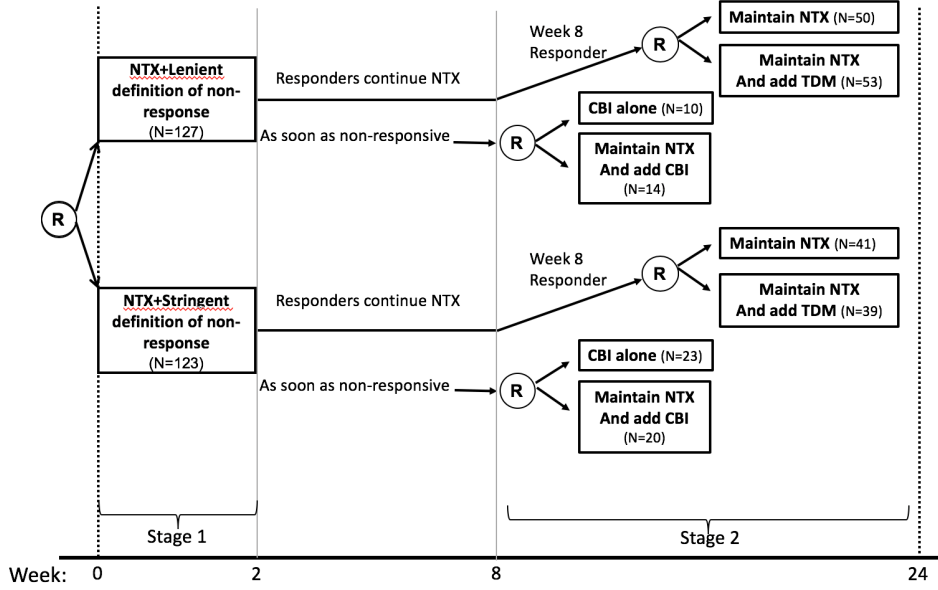 R
NTX+Lenient
definition of non-
response
(N=127)
Responders continue NTX
As soon as non-responsive
Week 8
Responder
R
Maintain NTX (N=50)
Maintain NTX
And add TDM (N=53)
R
CBI alone (N=10)
Maintain NTX
And add CBI
(N=14)
NTX+Stringent
definition of non-
response
(N=123)
Responders continue NTX
As soon as non-responsive
Week 8
Responder
R
Maintain NTX (N=41)
Maintain NTX
And add TDM (N=39)
R
CBI alone (N=23)
Maintain NTX
And add CBI
(N=20)
Stage 1
Stage 2
Week: 0 2 8 24